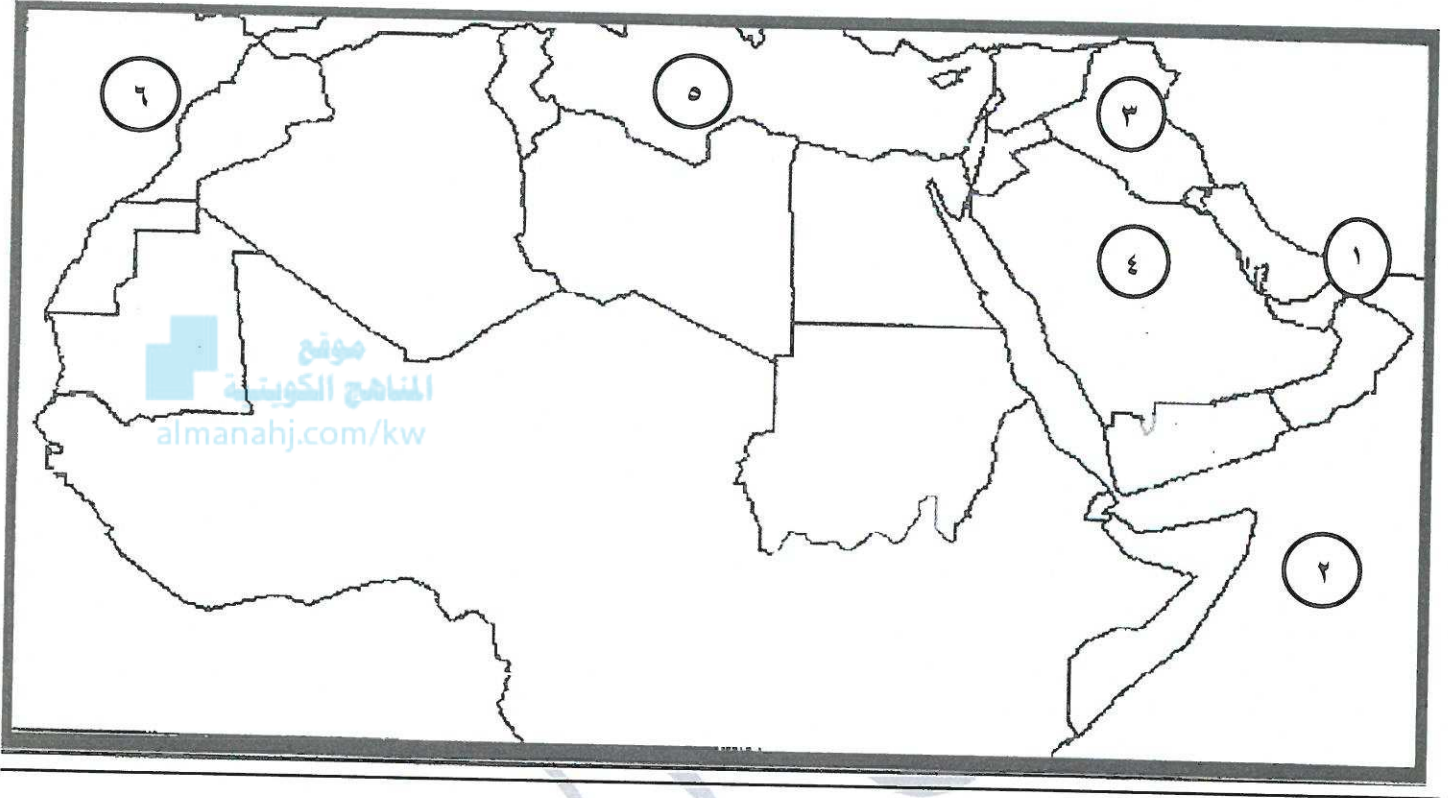 ٦
٥
٣
١
٤
موقع
المناهج الكويتية
almanahj.com/kw
٢